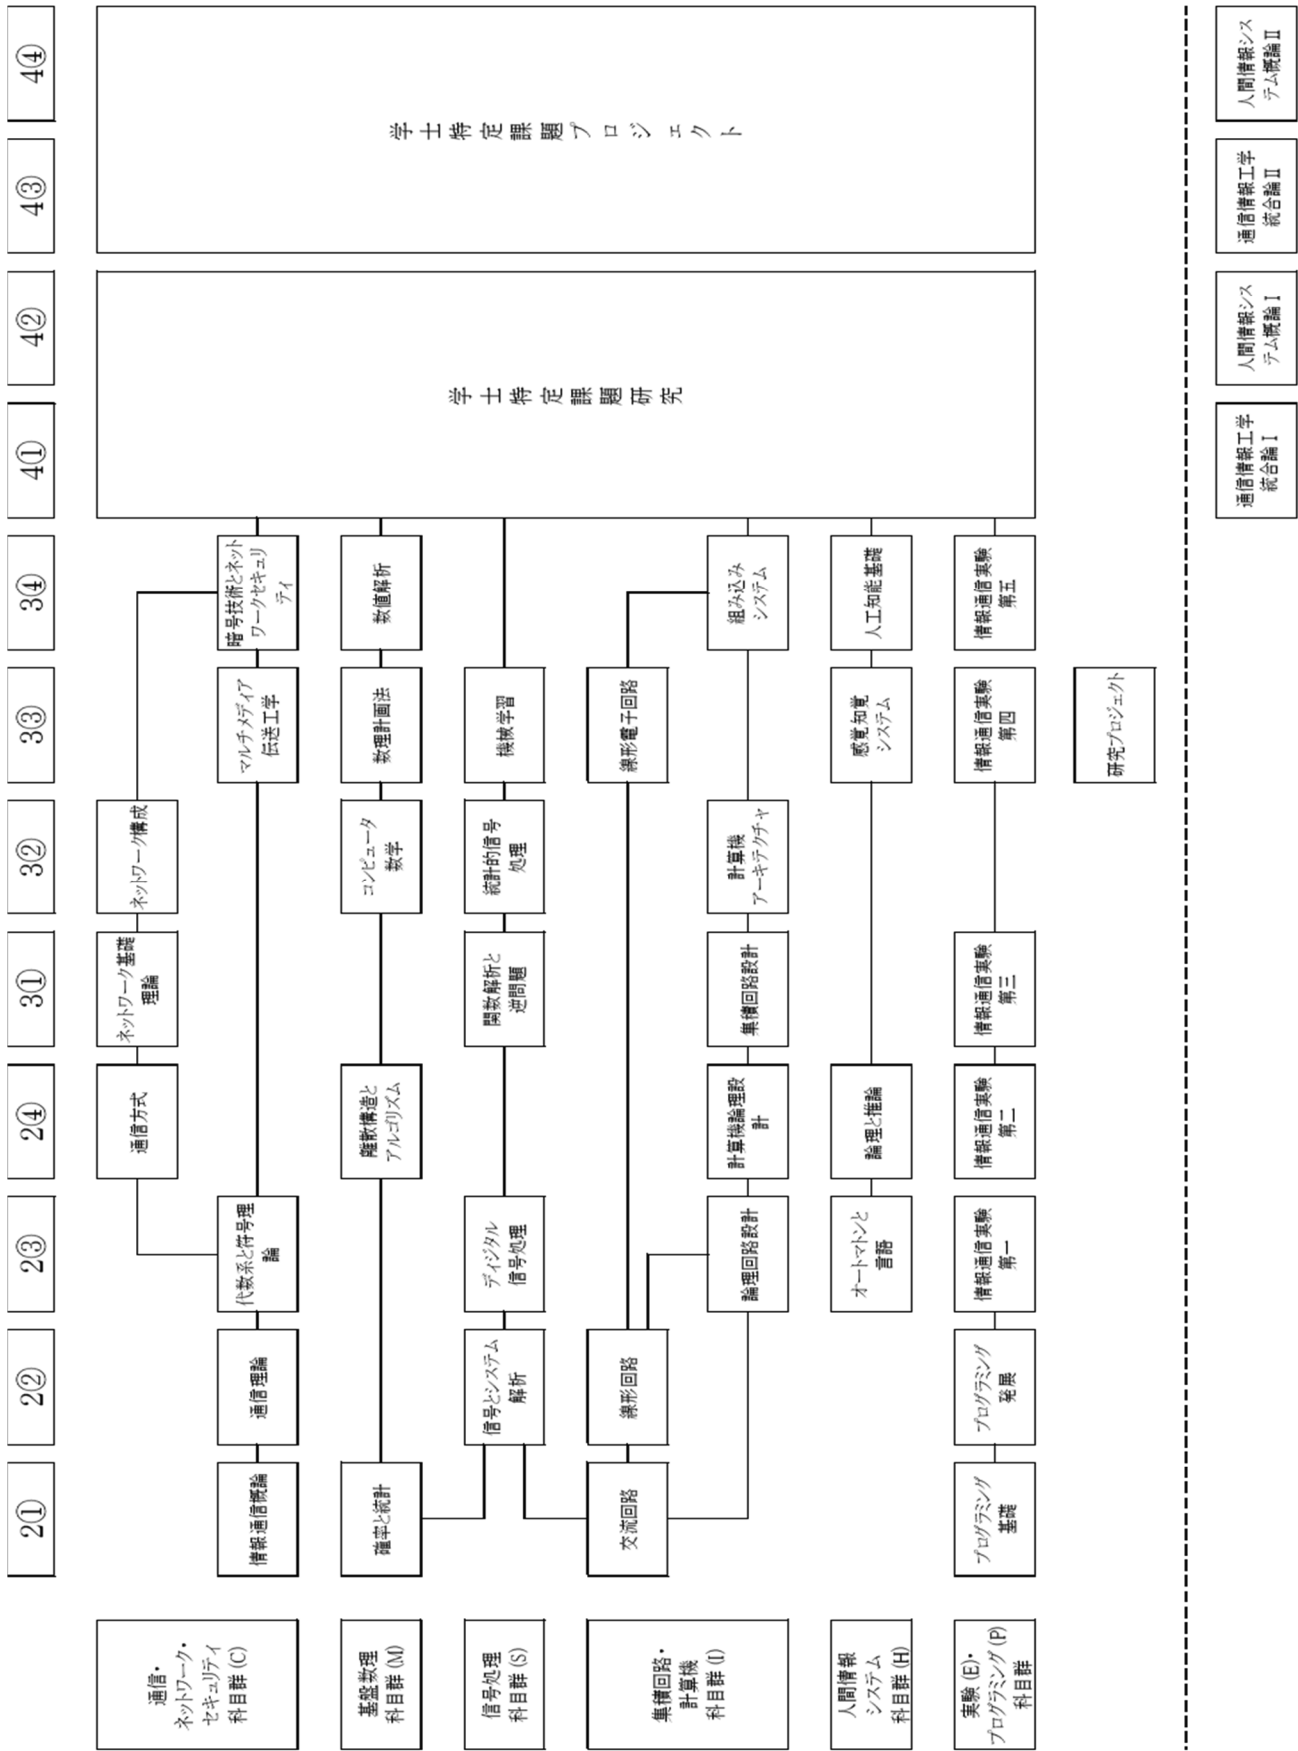 2①
2②
2③
2④
3①
3②
3③
3④
4①
4②
4③
4④
通信・
ネットワーク・
セキュリティ
科目群(C)
ネットワーク基礎
理論
通信方式
ネットワーク構成
情報通信概論
通信理論
代数系と符号理
論
マルチメディア
伝送工学
暗号技術とネット
ワークセキュリ
ティ
基盤数理
科目群(M)
確率と統計
離散構造と
アルゴリズム
コンピュータ
数学
数理計画法
数値解析
信号処理
科目群(S)
信号とシステム
解析
ディジタル
信号処理
関数解析と
逆問題
統計的信号
処理
機械学習
集積回路・
計算機
科目群(I)
交流回路
線形回路
線形電子回路
論理回路設計
計算機論理設
計
集積回路設計
計算機
アーキテクチャ
組み込み
システム
人間情報
システム
科目群(H)
オートマトンと
言語
論理と推論
感覚知覚
システム
人工知能基礎
実験(E)・
プログラミング(P)
科目群
プログラミング
基礎
プログラミング
発展
情報通信実験
第一
情報通信実験
第二
情報通信実験
第三
情報通信実験
第四
情報通信実験
第五
研究プロジェクト
学士特定課題研究
学士特定課題プロジェクト
通信情報工学
統合論Ⅰ
人間情報シス
テム概論Ⅰ
通信情報工学
統合論Ⅱ
人間情報シス
テム概論Ⅱ